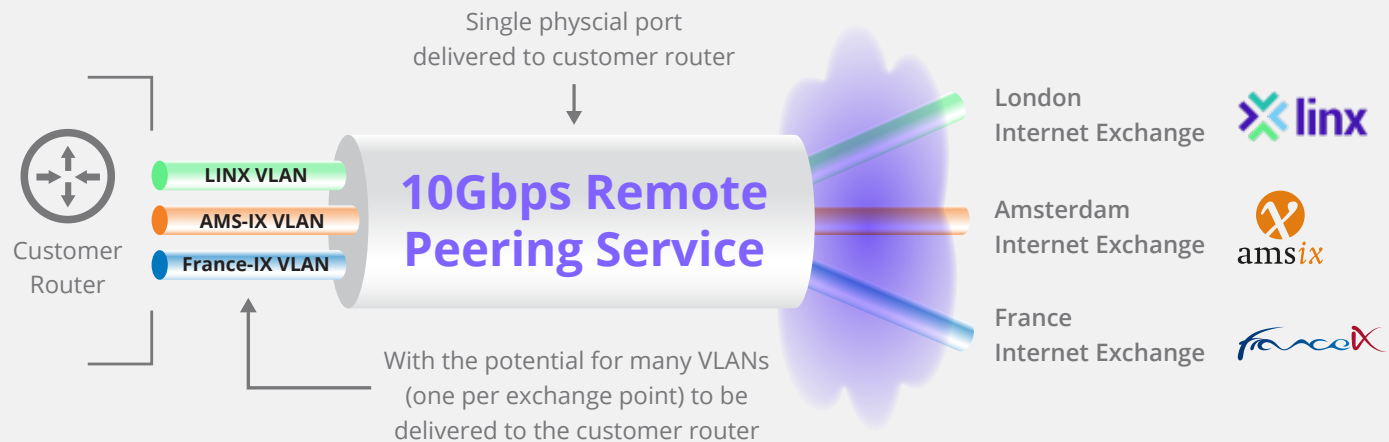 Single physcial port
delivered to customer router
Customer
Router
LINX VLAN
AMS-IX VLAN
France-IX VLAN
10Gbps Remote
Peering Service
With the potential for many VLANs
(one per exchange point) to be
delivered to the customer router
London
Internet Exchange
linx
Amsterdam
Internet Exchange
amsix
France
Internet Exchange
franceIX